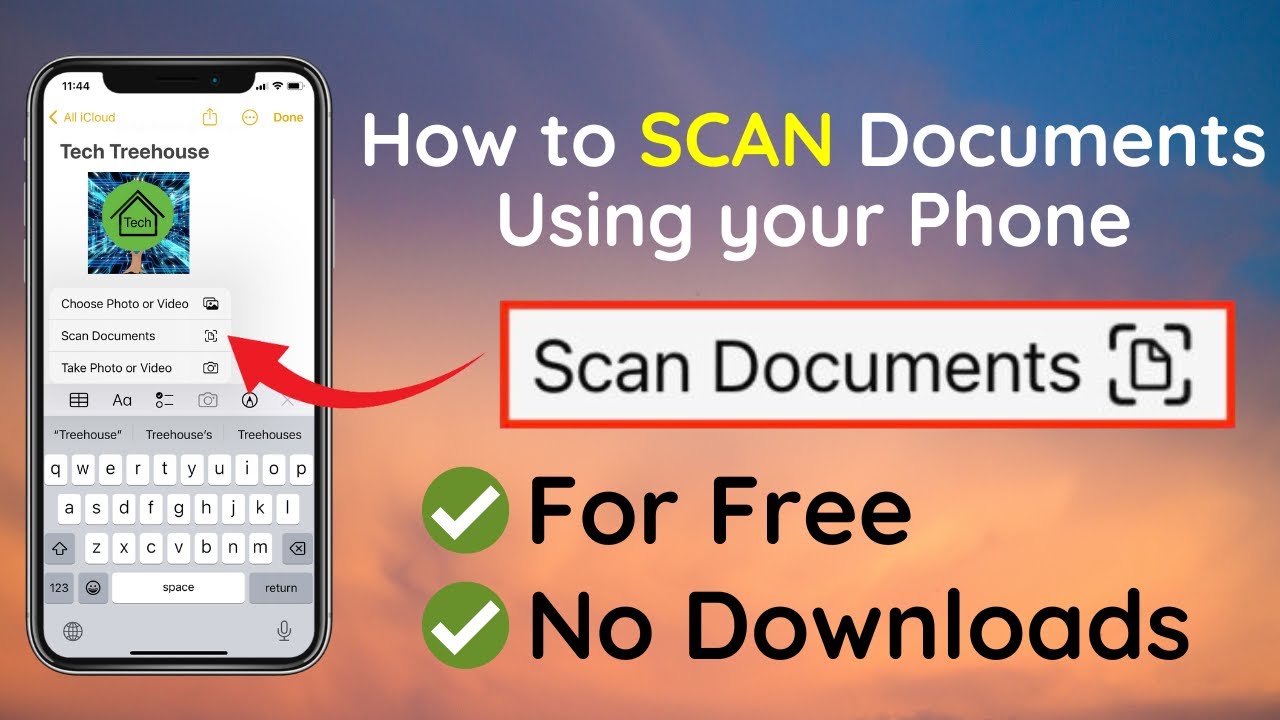 11:44
All iCloud
Done
Tech Treehouse
Tech
Choose Photo or Video
Scan Documents
Take Photo or Video
Aa
"Treehouse" Treehouse's Treehouses
q w e r t y u i o p
a s d f g h j k l
z x c v b n m
123 space return
How to SCAN Documents
Using your Phone
Scan Documents
For Free
No Downloads